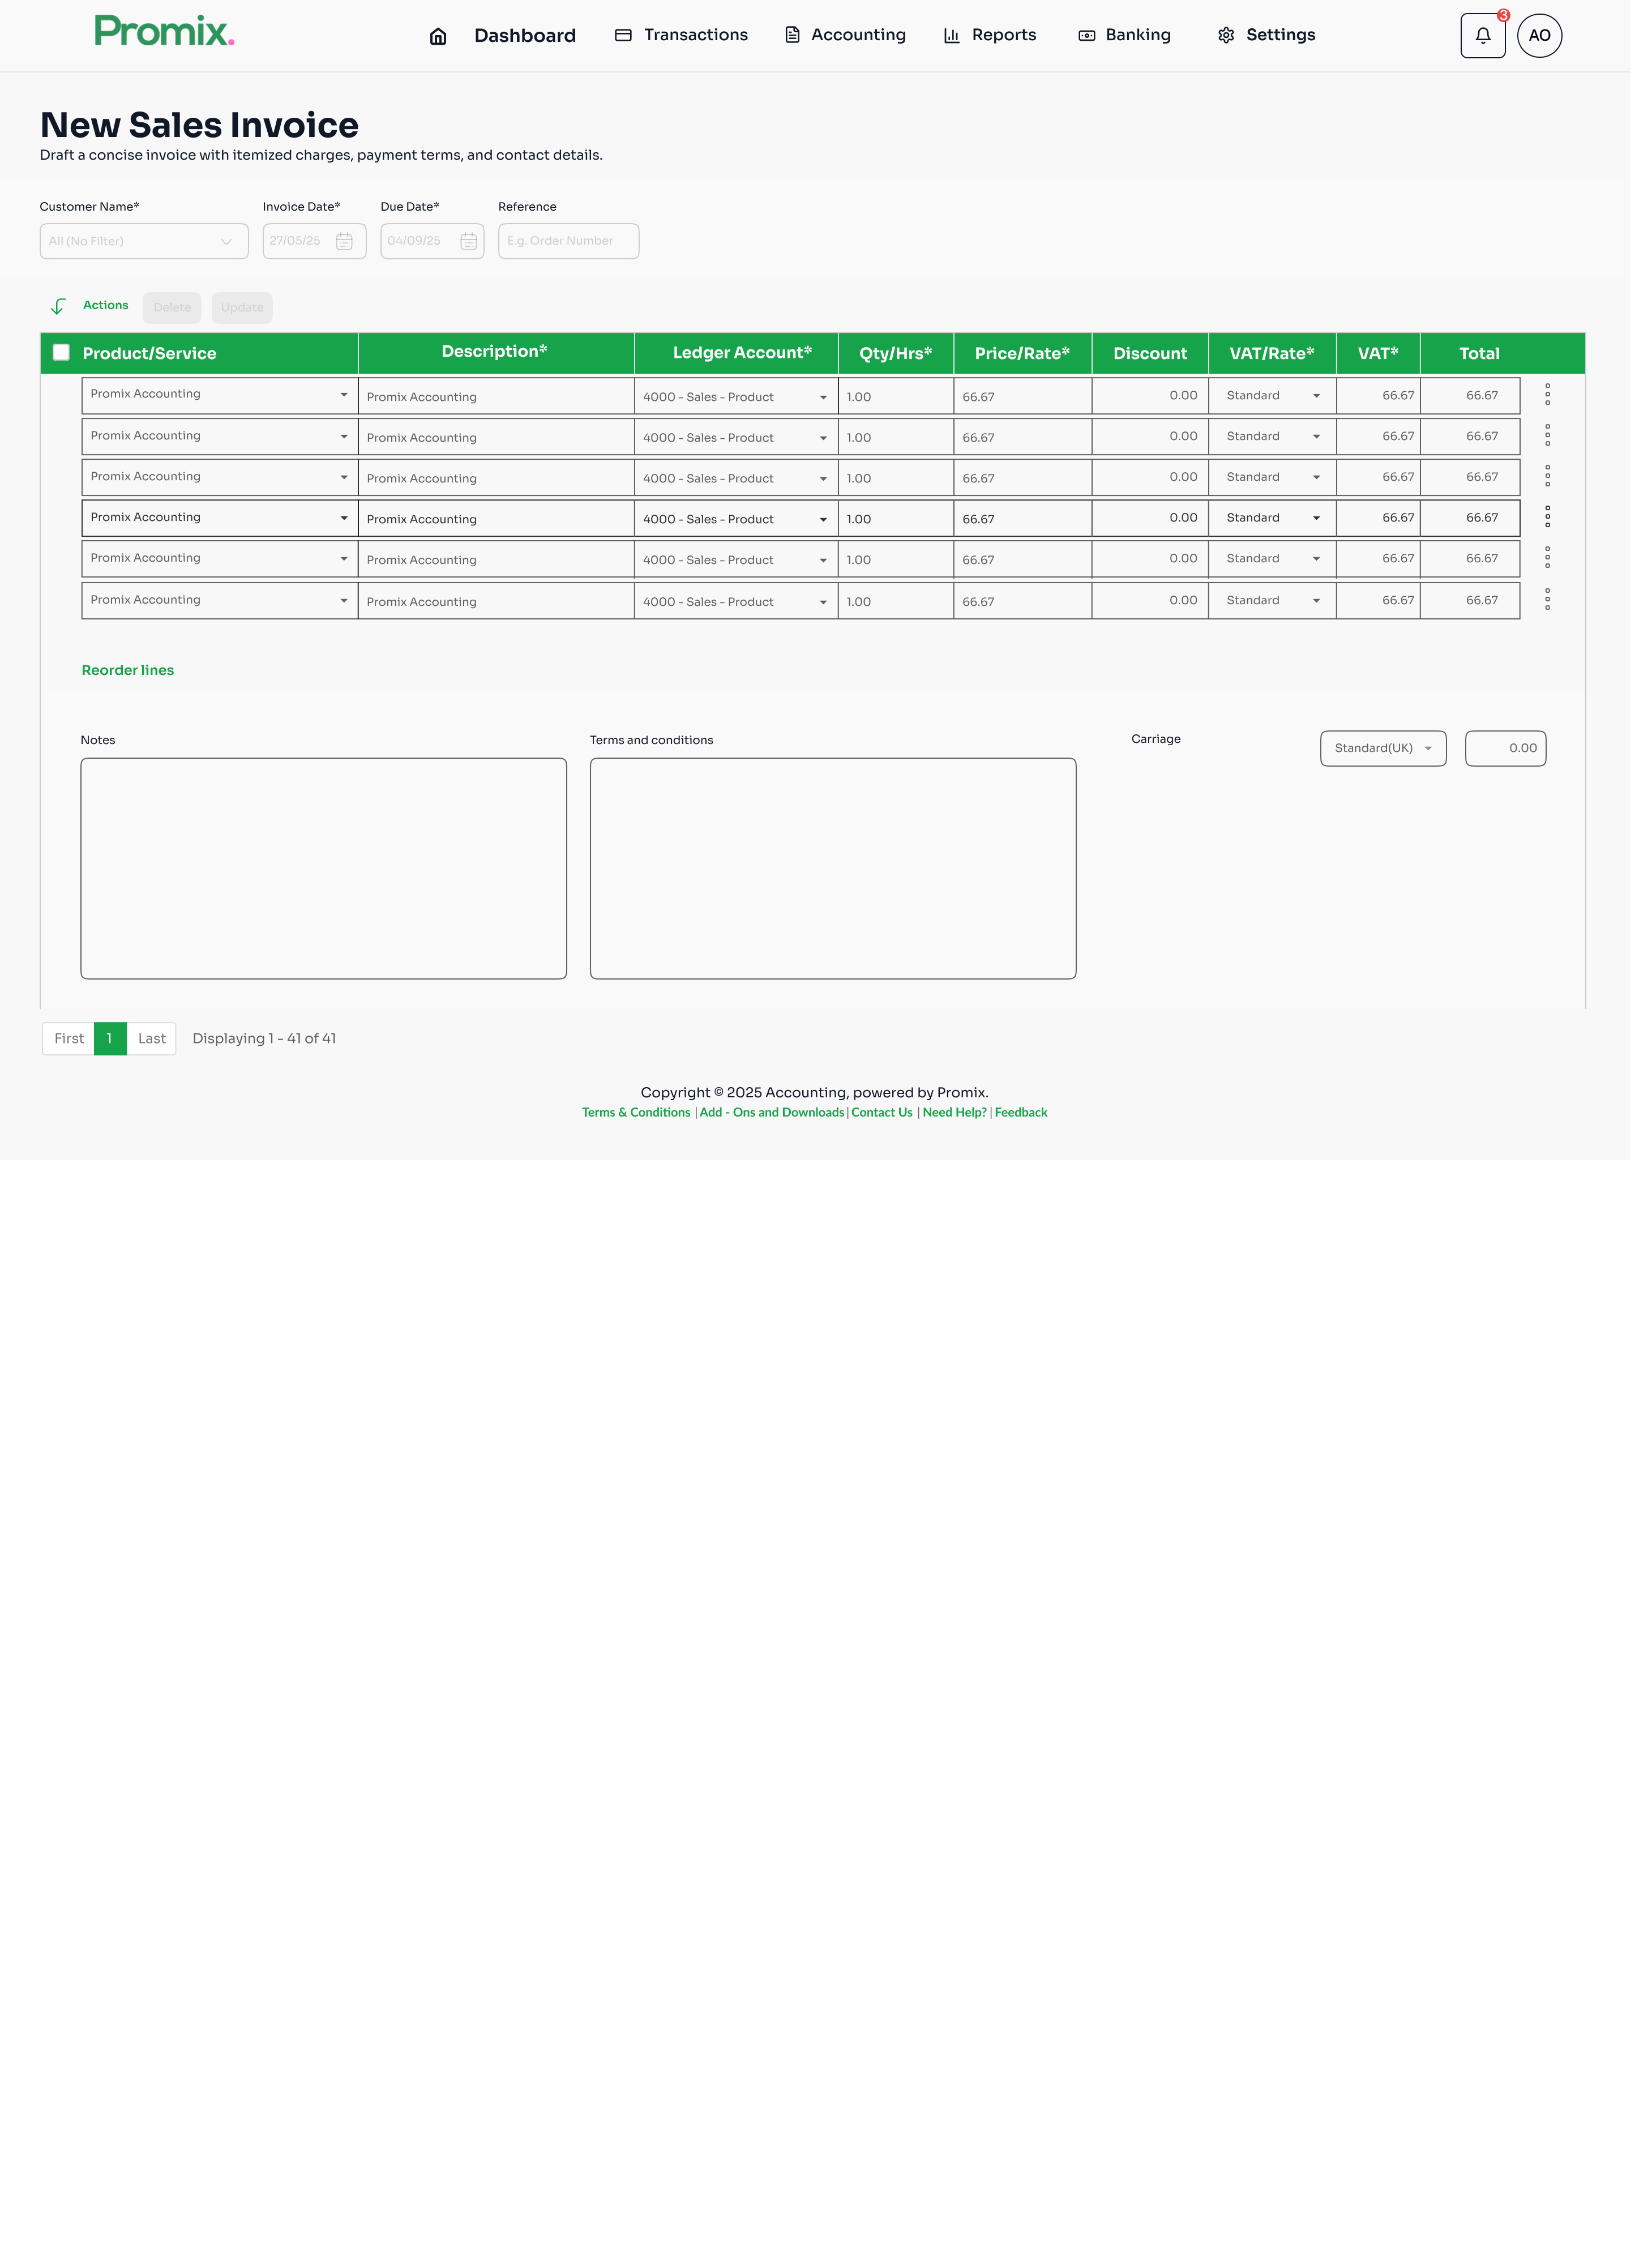 Promix.
Dashboard Transactions Accounting Reports Banking Settings 3 AO
New Sales Invoice
Draft a concise invoice with itemized charges, payment terms, and contact details.
Customer Name* Invoice Date* Due Date* Reference
All (No Filter) 27/05/25 04/09/25 E.g. Order Number
Actions Delete Update
Product/Service Description* Ledger Account* Qty/Hrs* Price/Rate* Discount VAT/Rate* VAT* Total
Promix Accounting Promix Accounting 4000 - Sales - Product 1.00 66.67 0.00 Standard 66.67 66.67
Promix Accounting Promix Accounting 4000 - Sales - Product 1.00 66.67 0.00 Standard 66.67 66.67
Promix Accounting Promix Accounting 4000 - Sales - Product 1.00 66.67 0.00 Standard 66.67 66.67
Promix Accounting Promix Accounting 4000 - Sales - Product 1.00 66.67 0.00 Standard 66.67 66.67
Promix Accounting Promix Accounting 4000 - Sales - Product 1.00 66.67 0.00 Standard 66.67 66.67
Promix Accounting Promix Accounting 4000 - Sales - Product 1.00 66.67 0.00 Standard 66.67 66.67
Reorder lines
Notes Terms and conditions Carriage Standard(UK) 0.00
First 1 Last Displaying 1 - 41 of 41
Copyright © 2025 Accounting, powered by Promix.
Terms & Conditions | Add - Ons and Downloads | Contact Us | Need Help? | Feedback